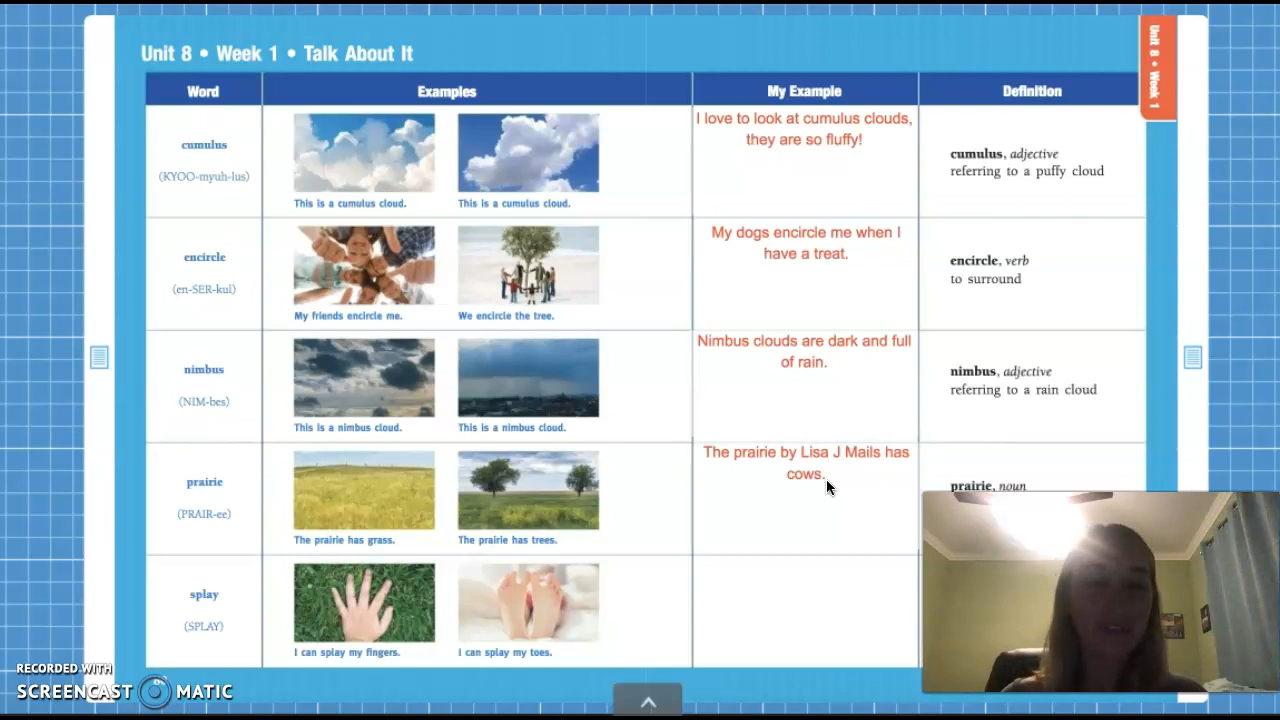 Unit 8 • Week 1 • Talk About It
Unit 8 • Week 1
Word
Examples
My Example
Definition
cumulus
(KYOO-myuh-lus)
This is a cumulus cloud.
This is a cumulus cloud.
I love to look at cumulus clouds,
they are so fluffy!
cumulus, adjective
referring to a puffy cloud
encircle
(en-SER-kul)
My friends encircle me.
We encircle the tree.
My dogs encircle me when I
have a treat.
encircle, verb
to surround
nimbus
(NIM-bes)
This is a nimbus cloud.
This is a nimbus cloud.
Nimbus clouds are dark and full
of rain.
nimbus, adjective
referring to a rain cloud
prairie
(PRAIR-ee)
The prairie has grass.
The prairie has trees.
The prairie by Lisa J Mails has
cows.
prairie, noun
splay
(SPLAY)
I can splay my fingers.
I can splay my toes.
RECORDED WITH
SCREENCAST MATIC